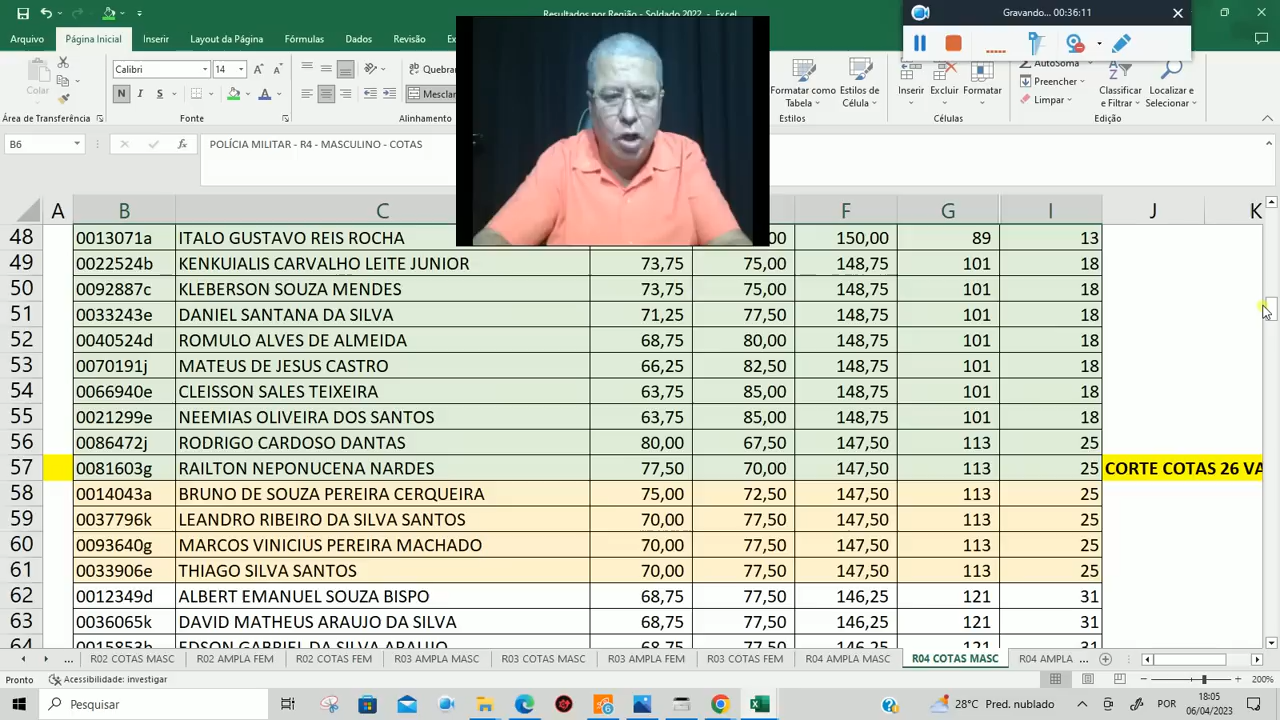 Resultados por Região - Soldado 2022 - Excel
Gravando... 00:36:11
Arquivo Página Inicial Inserir Layout da Página Fórmulas Dados Revisão
Calibri 14
Colar
N I S
Quebrar
Mesclar
Formatar como Tabela
Estilos de Célula
Inserir Excluir Formatar
AutoSoma
Preencher
Limpar
Classificar e Filtrar
Localizar e Selecionar
Área de Transferência Fonte Alinhamento Estilos Células Edição
B6 POLÍCIA MILITAR - R4 - MASCULINO - COTAS
A B C F G I J K
48 0013071a ITALO GUSTAVO REIS ROCHA 00 150,00 89 13
49 0022524b KENKUIALIS CARVALHO LEITE JUNIOR 73,75 75,00 148,75 101 18
50 0092887c KLEBERSON SOUZA MENDES 73,75 75,00 148,75 101 18
51 0033243e DANIEL SANTANA DA SILVA 71,25 77,50 148,75 101 18
52 0040524d ROMULO ALVES DE ALMEIDA 68,75 80,00 148,75 101 18
53 0070191j MATEUS DE JESUS CASTRO 66,25 82,50 148,75 101 18
54 0066940e CLEISSON SALES TEIXEIRA 63,75 85,00 148,75 101 18
55 0021299e NEEMIAS OLIVEIRA DOS SANTOS 63,75 85,00 148,75 101 18
56 0086472j RODRIGO CARDOSO DANTAS 80,00 67,50 147,50 113 25
57 0081603g RAILTON NEPONUCENA NARDES 77,50 70,00 147,50 113 25 CORTE COTAS 26 VA
58 0014043a BRUNO DE SOUZA PEREIRA CERQUEIRA 75,00 72,50 147,50 113 25
59 0037796k LEANDRO RIBEIRO DA SILVA SANTOS 70,00 77,50 147,50 113 25
60 0093640g MARCOS VINICIUS PEREIRA MACHADO 70,00 77,50 147,50 113 25
61 0033906e THIAGO SILVA SANTOS 70,00 77,50 147,50 113 25
62 0012349d ALBERT EMANUEL SOUZA BISPO 68,75 77,50 146,25 121 31
63 0036065k DAVID MATHEUS ARAUJO DA SILVA 68,75 77,50 146,25 121 31
64 0015853b EDSON GABRIEL DA SILVA ARAUJO 68,75 77,50 146,25 121 31
... R02 COTAS MASC R02 AMPLA FEM R02 COTAS FEM R03 AMPLA MASC R03 COTAS MASC R03 AMPLA FEM R03 COTAS FEM R04 AMPLA MASC R04 COTAS MASC R04 AMPLA ...
Pronto Acessibilidade: investigar 200%
Pesquisar 28°C Pred. nublado POR 18:05
06/04/2023